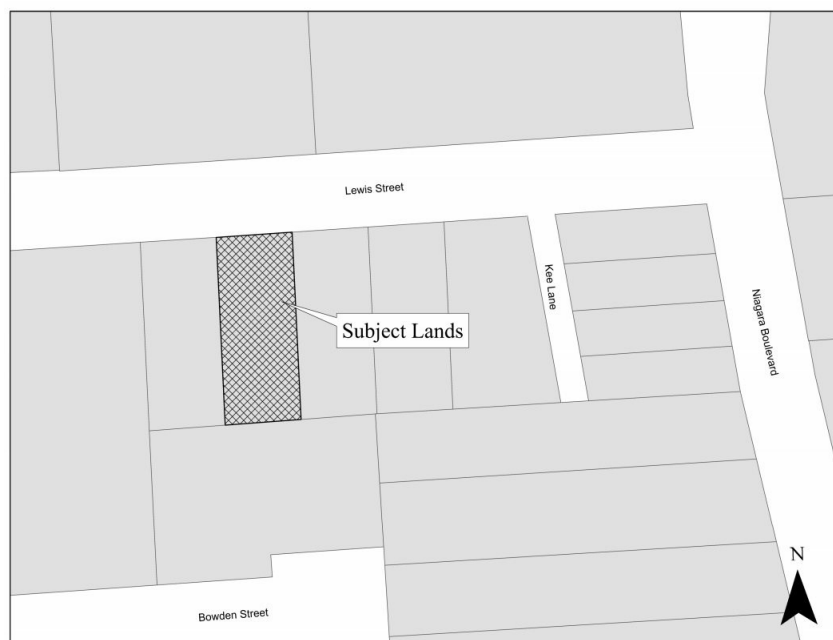 Lewis Street
Kee Lane
Niagara Boulevard
Subject Lands
Bowden Street
N